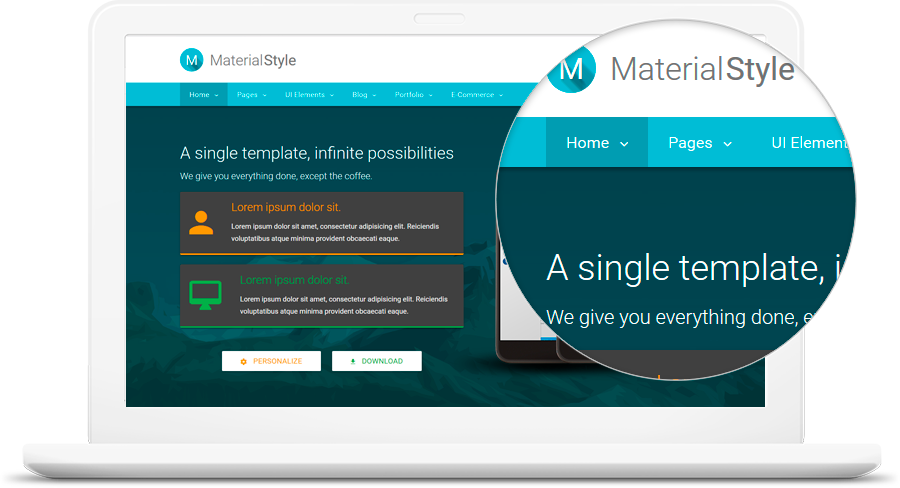 M MaterialStyle
Home Pages UI Elements Blog Portfolio E-Commerce
A single template, infinite possibilities
We give you everything done, except the coffee.
Lorem ipsum dolor sit.
Lorem ipsum dolor sit amet, consectetur adipisicing elit. Reiciendis
voluptatibus atque minima provident obcaecati eaque.
Lorem ipsum dolor sit.
Lorem ipsum dolor sit amet, consectetur adipisicing elit. Reiciendis
voluptatibus atque minima provident obcaecati eaque.
PERSONALIZE DOWNLOAD
M MaterialStyle
Home Pages UI Element
A single template, i
We give you everything done, e